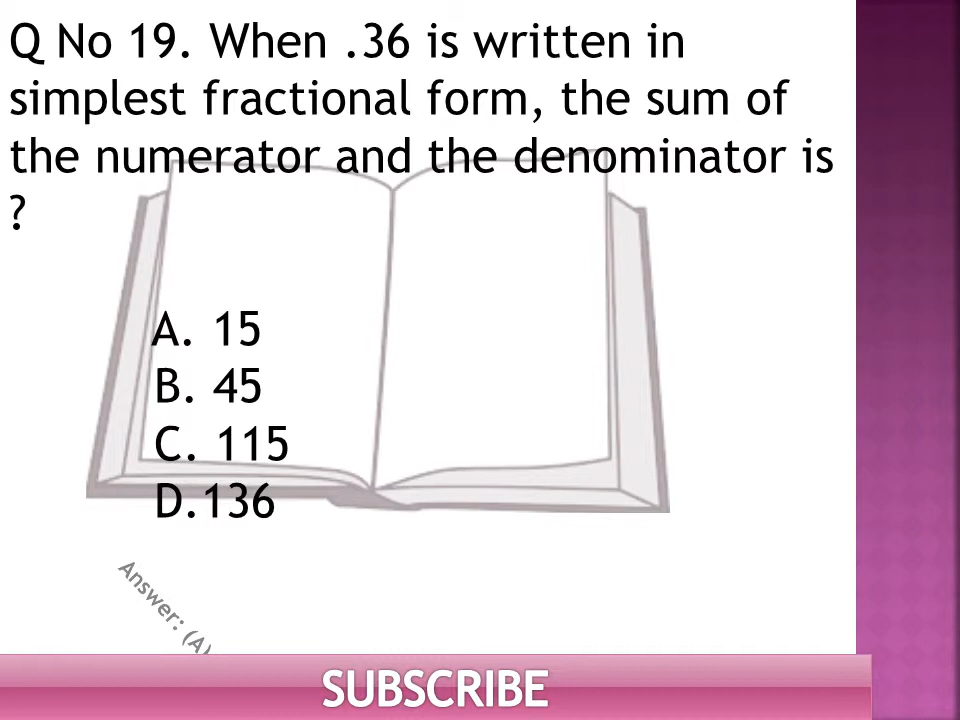 Q No 19. When .36 is written in
simplest fractional form, the sum of
the numerator and the denominator is
?
A. 15
B. 45
C. 115
D.136
Answer: (A)
SUBSCRIBE